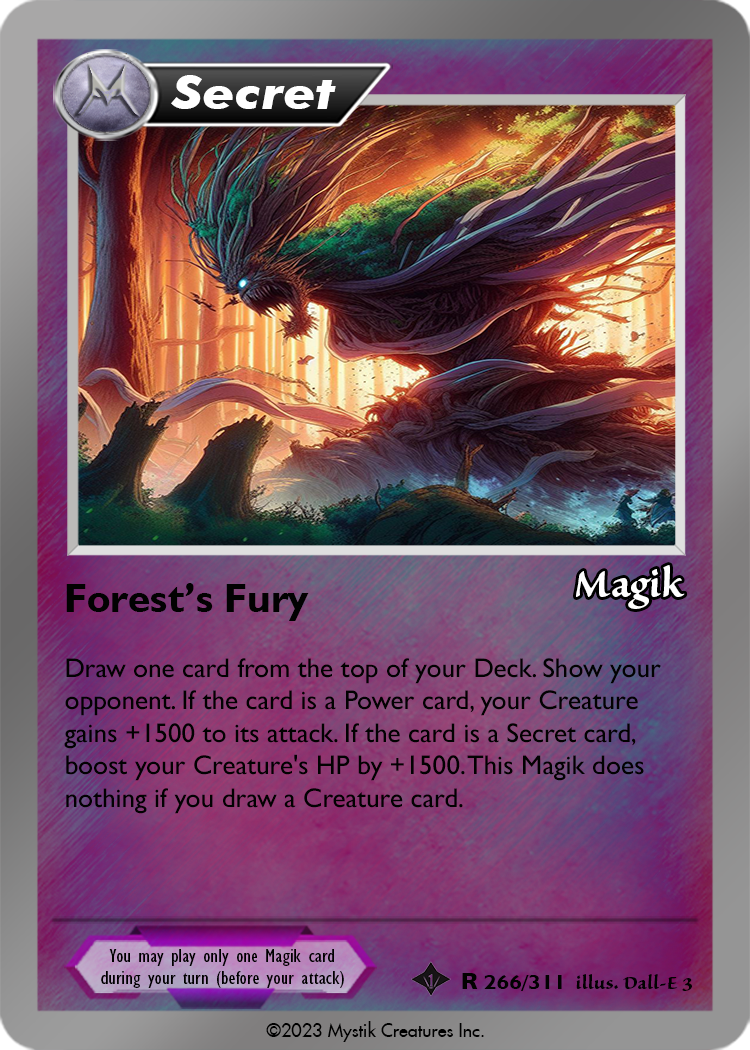 Secret
Forest's Fury
Magik
Draw one card from the top of your Deck. Show your
opponent. If the card is a Power card, your Creature
gains +1500 to its attack. If the card is a Secret card,
boost your Creature's HP by +1500. This Magik does
nothing if you draw a Creature card.
You may play only one Magik card
during your turn (before your attack)
1 R 266/311 illus. Dall-E 3
©2023 Mystik Creatures Inc.